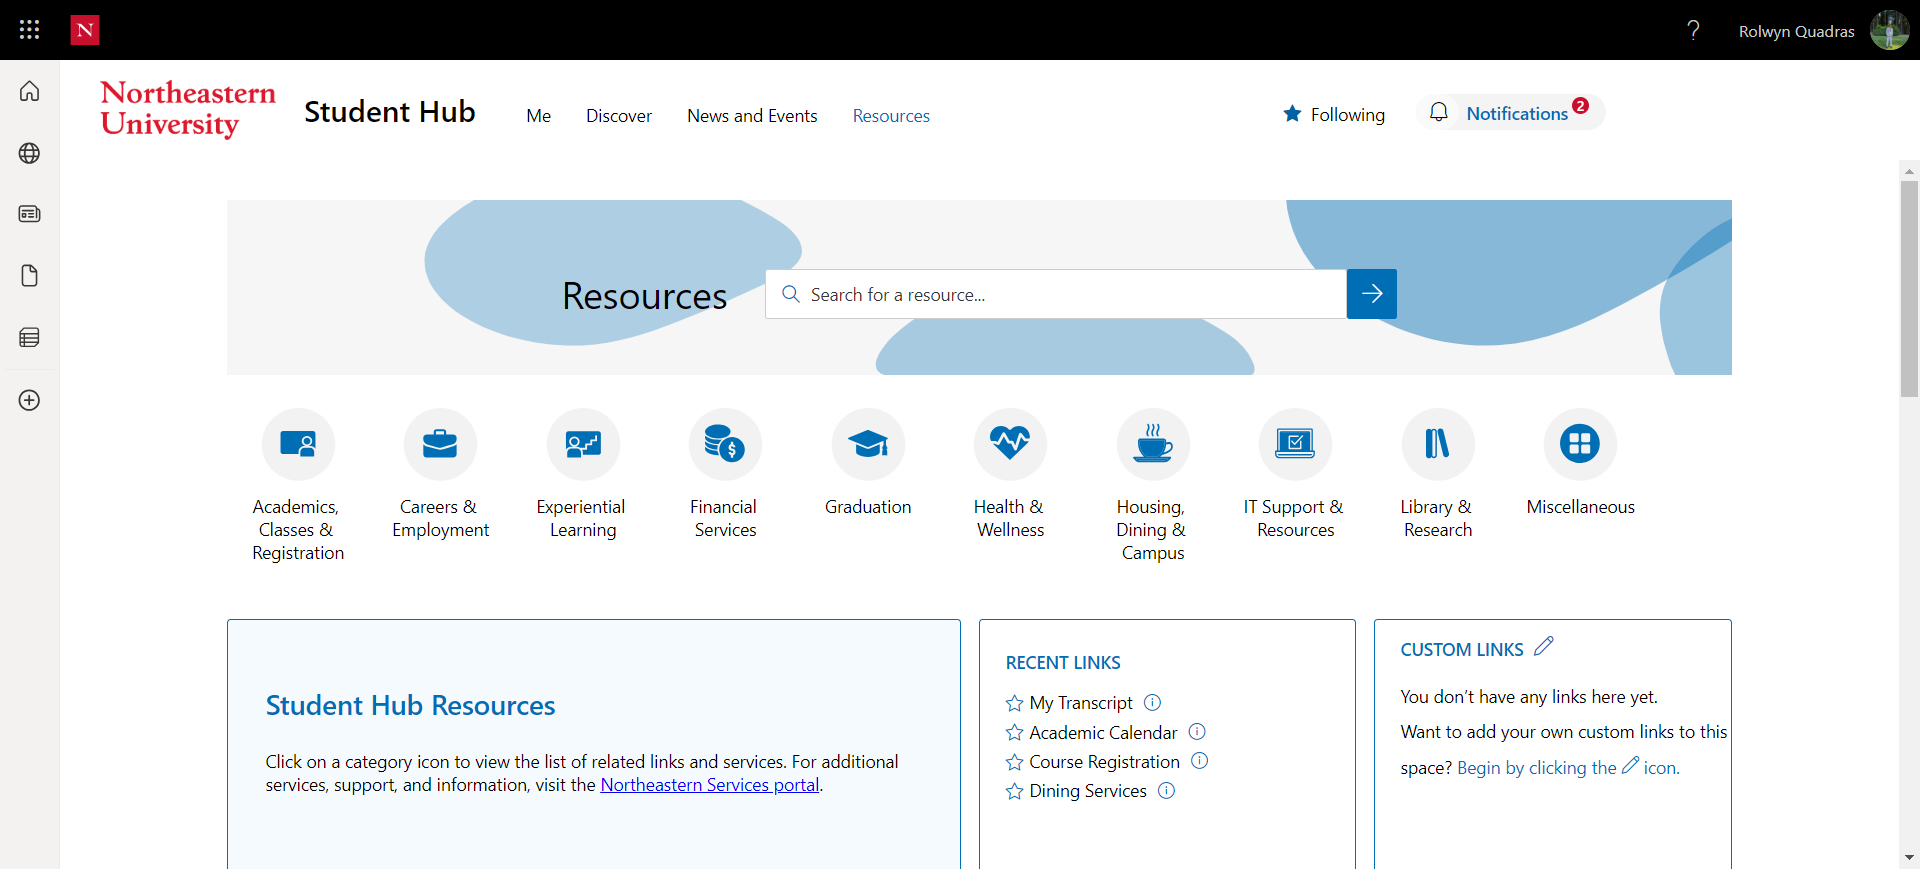 N
? Rolwyn Quadras
Northeastern
University
Student Hub
Me Discover News and Events Resources
Following
Notifications 2
Resources
Search for a resource...
Academics,
Classes &
Registration
Careers &
Employment
Experiential
Learning
Financial
Services
Graduation
Health &
Wellness
Housing,
Dining &
Campus
IT Support &
Resources
Library &
Research
Miscellaneous
Student Hub Resources
Click on a category icon to view the list of related links and services. For additional
services, support, and information, visit the Northeastern Services portal.
RECENT LINKS
My Transcript
Academic Calendar
Course Registration
Dining Services
CUSTOM LINKS
You don’t have any links here yet.
Want to add your own custom links to this
space? Begin by clicking the icon.